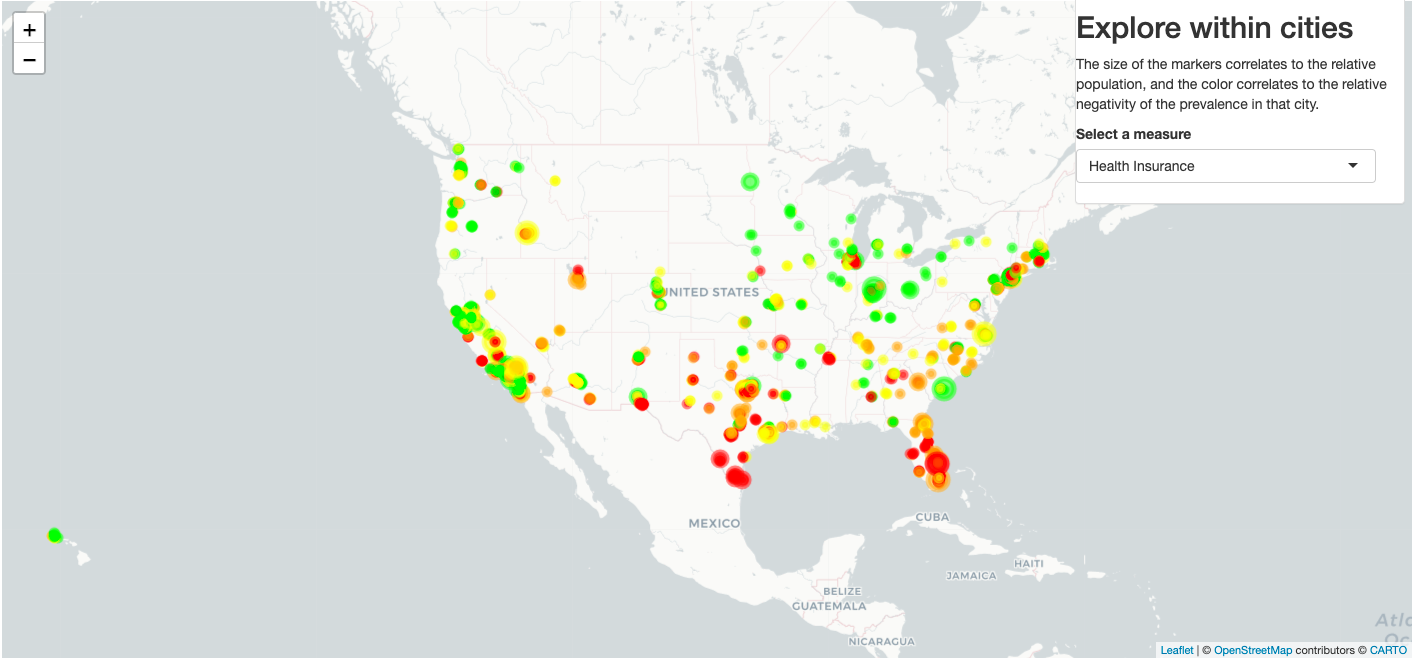 +
−
Explore within cities
The size of the markers correlates to the relative
population, and the color correlates to the relative
negativity of the prevalence in that city.
Select a measure
Health Insurance
UNITED STATES
MEXICO
CUBA
HAITI
JAMAICA
BELIZE
GUATEMALA
NICARAGUA
Atl
Oc
Leaflet | © OpenStreetMap contributors © CARTO